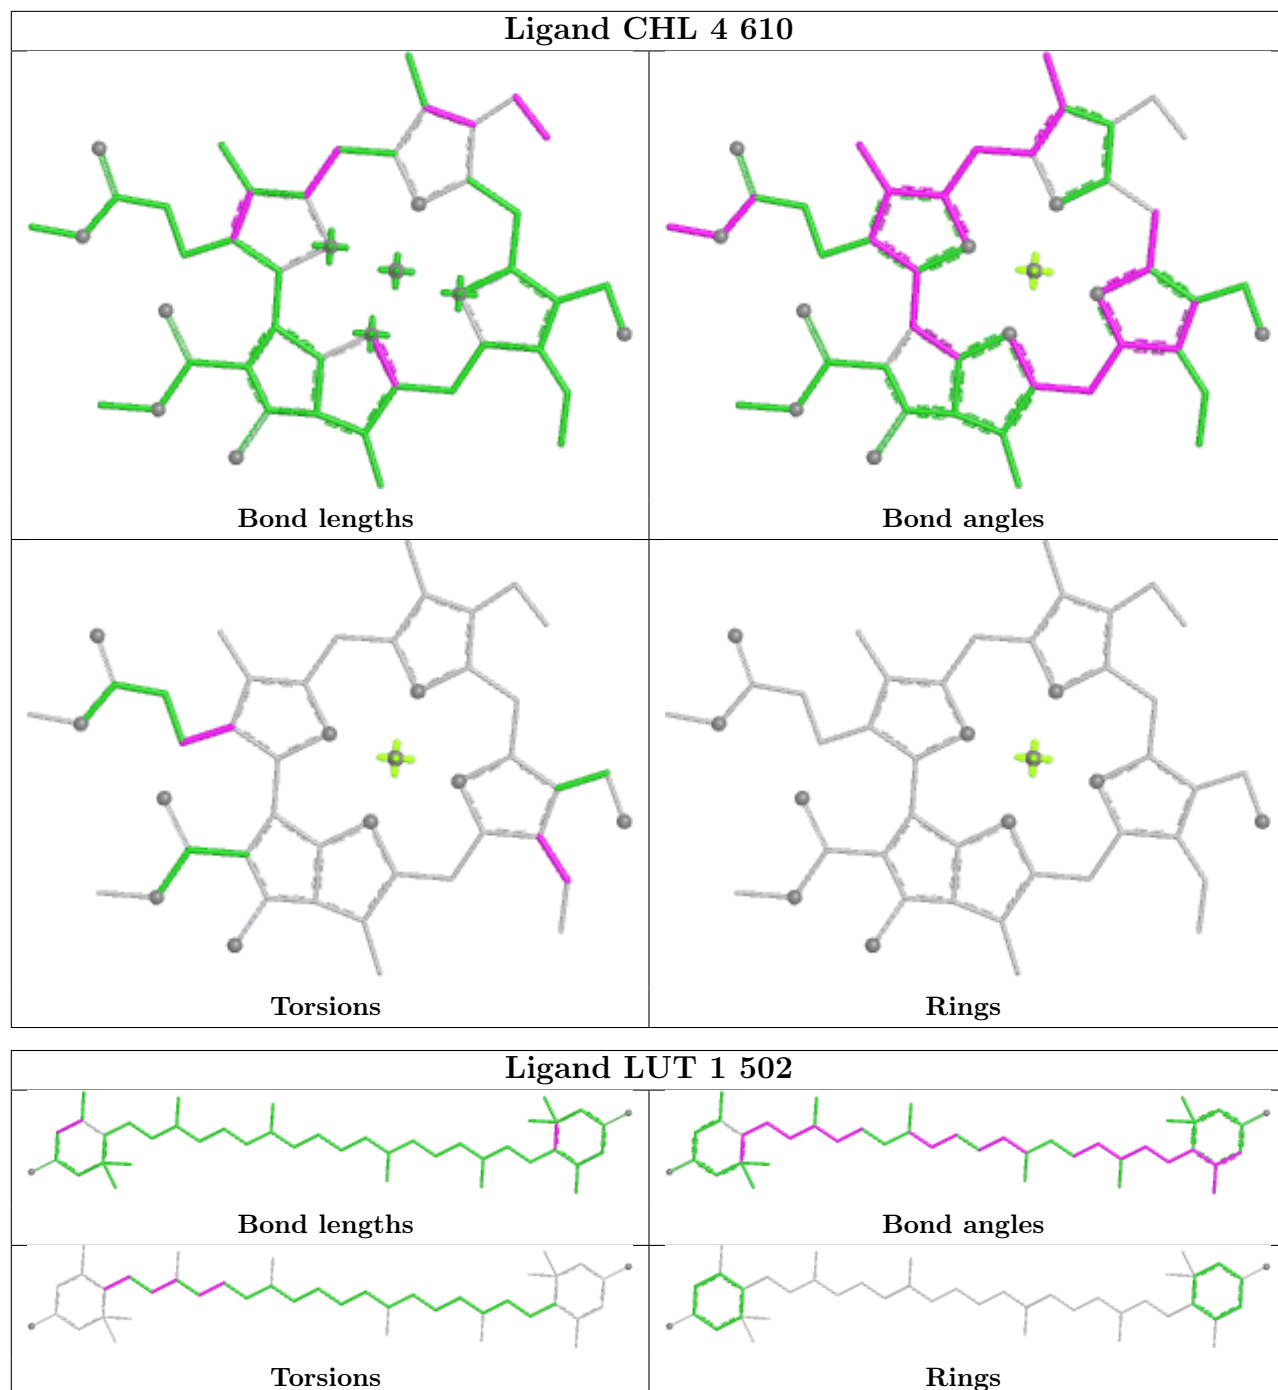 Ligand CHL 4 610
Bond lengths
Bond angles
Torsions
Rings
Ligand LUT 1 502
Bond lengths
Bond angles
Torsions
Rings